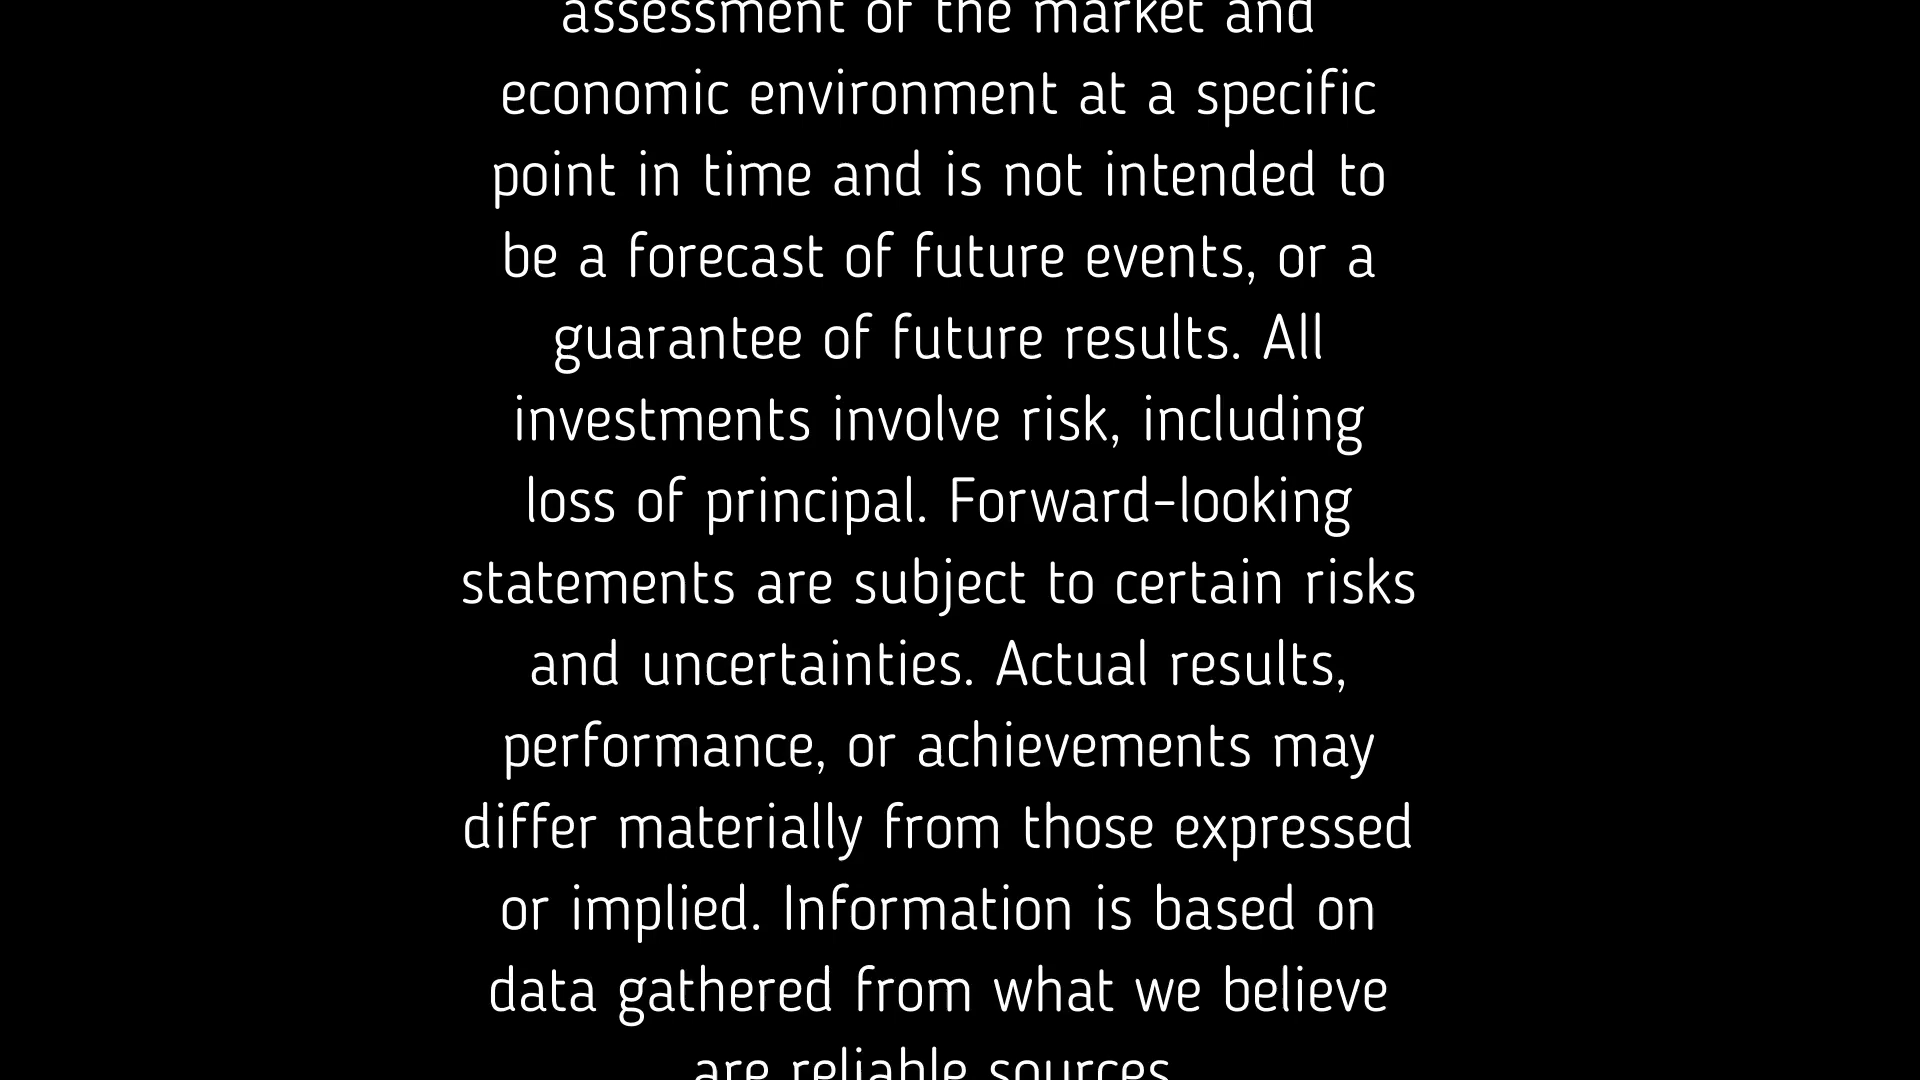 assessment of the market and
economic environment at a specific
point in time and is not intended to
be a forecast of future events, or a
guarantee of future results. All
investments involve risk, including
loss of principal. Forward-looking
statements are subject to certain risks
and uncertainties. Actual results,
performance, or achievements may
differ materially from those expressed
or implied. Information is based on
data gathered from what we believe
are reliable sources.